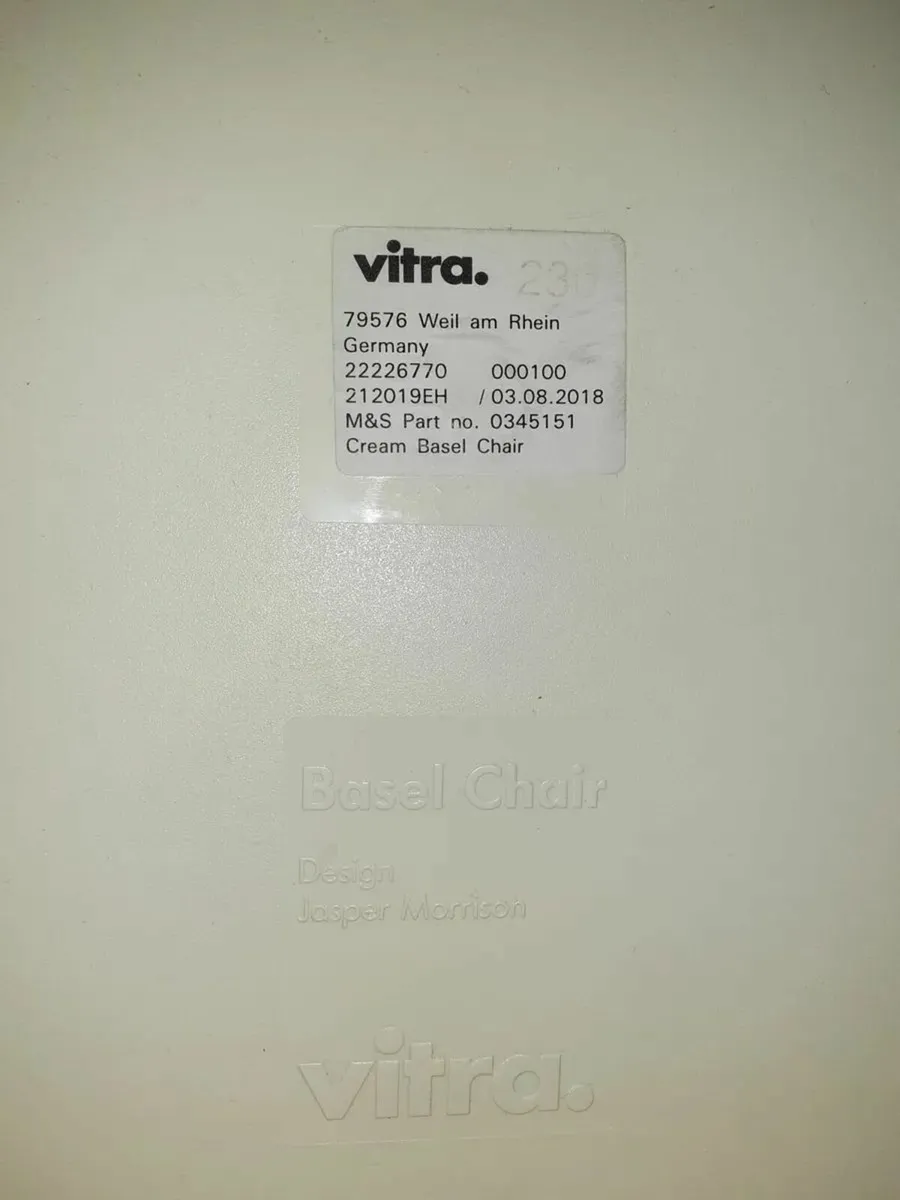 vitra.
79576 Weil am Rhein
Germany
22226770 000100
212019EH / 03.08.2018
M&S Part no. 0345151
Cream Basel Chair
Basel Chair
Design
Jasper Morrison
vitra.